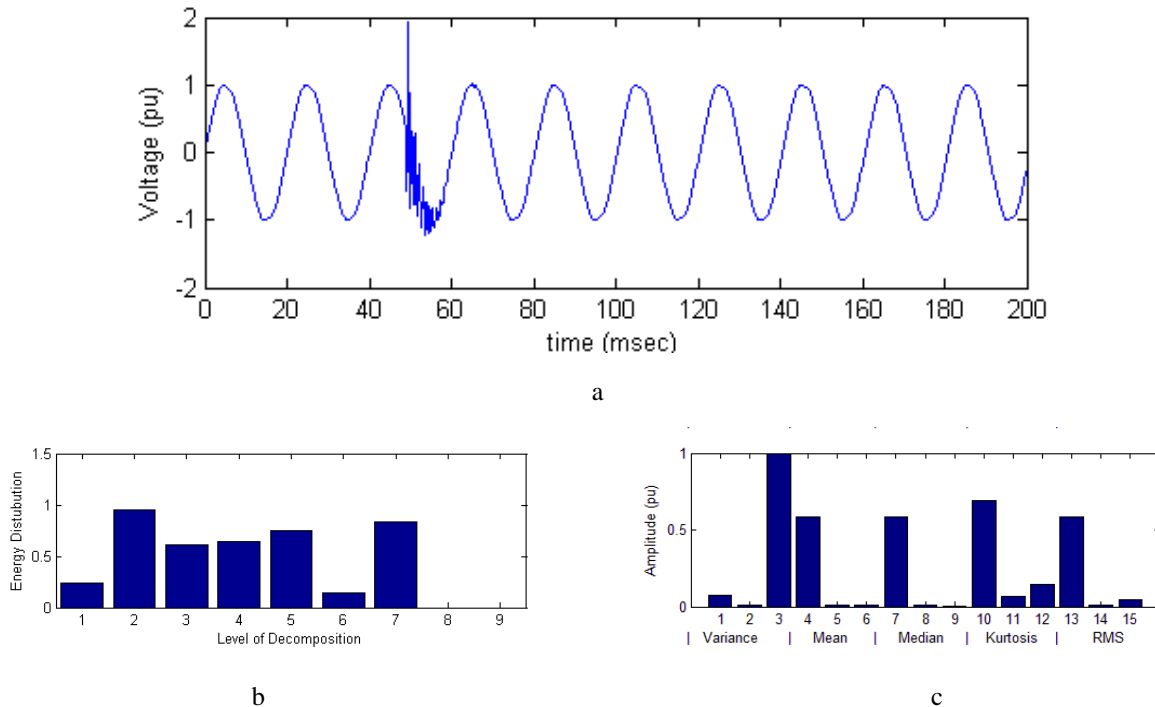 2
1
0
-1
-2
Voltage (pu)
0 20 40 60 80 100 120 140 160 180 200
time (msec)
a
1.5
1
0.5
0
Energy Distubution
1 2 3 4 5 6 7 8 9
Level of Decomposition
b
1
0.5
0
Amplitude (pu)
1 2 3 4 5 6 7 8 9 10 11 12 13 14 15
| Variance | Mean | Median | Kurtosis | RMS
c